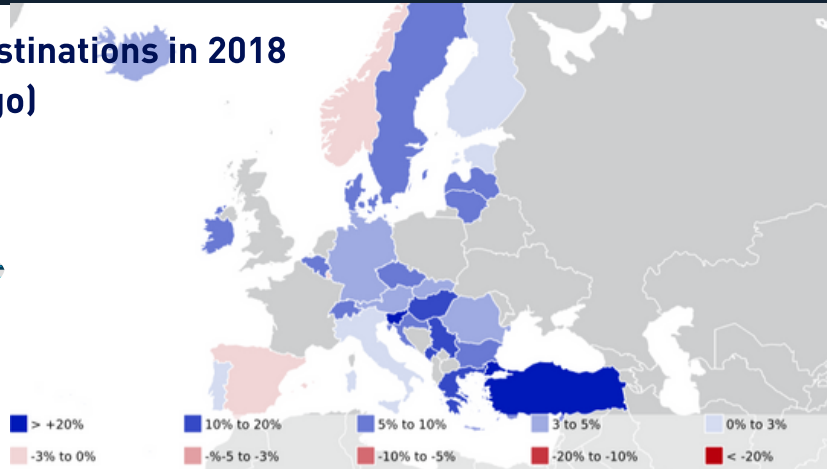 stinations in 2018
go)
> +20%
10% to 20%
5% to 10%
3 to 5%
0% to 3%
-3% to 0%
-%-5 to -3%
-10% to -5%
-20% to -10%
< -20%